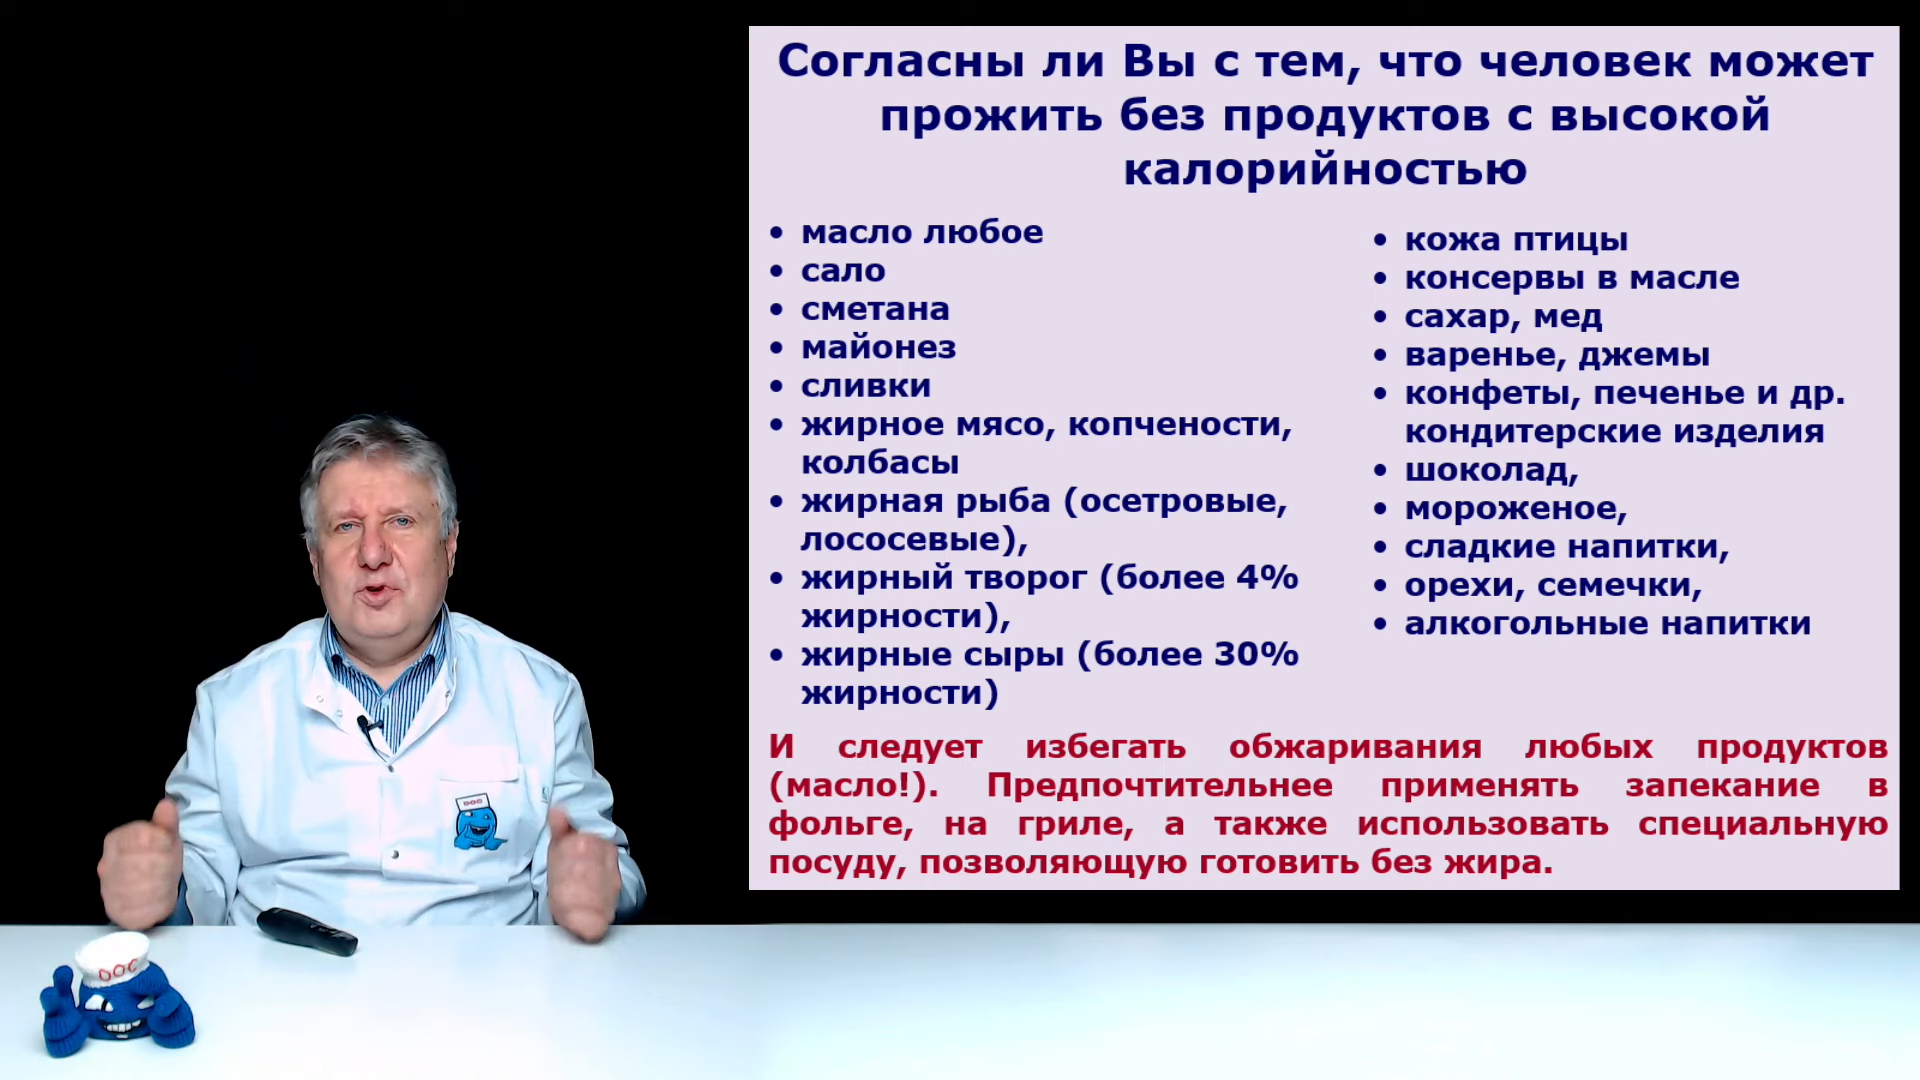 Согласны ли Вы с тем, что человек может
прожить без продуктов с высокой
калорийностью
• масло любое
• сало
• сметана
• майонез
• сливки
• жирное мясо, копчености,
колбасы
• жирная рыба (осетровые,
лососевые),
• жирный творог (более 4%
жирности),
• жирные сыры (более 30%
жирности)
• кожа птицы
• консервы в масле
• сахар, мед
• варенье, джемы
• конфеты, печенье и др.
кондитерские изделия
• шоколад,
• мороженое,
• сладкие напитки,
• орехи, семечки,
• алкогольные напитки
И следует избегать обжаривания любых продуктов
(масло!). Предпочтительнее применять запекание в
фольге, на гриле, а также использовать специальную
посуду, позволяющую готовить без жира.
DOC
DOC